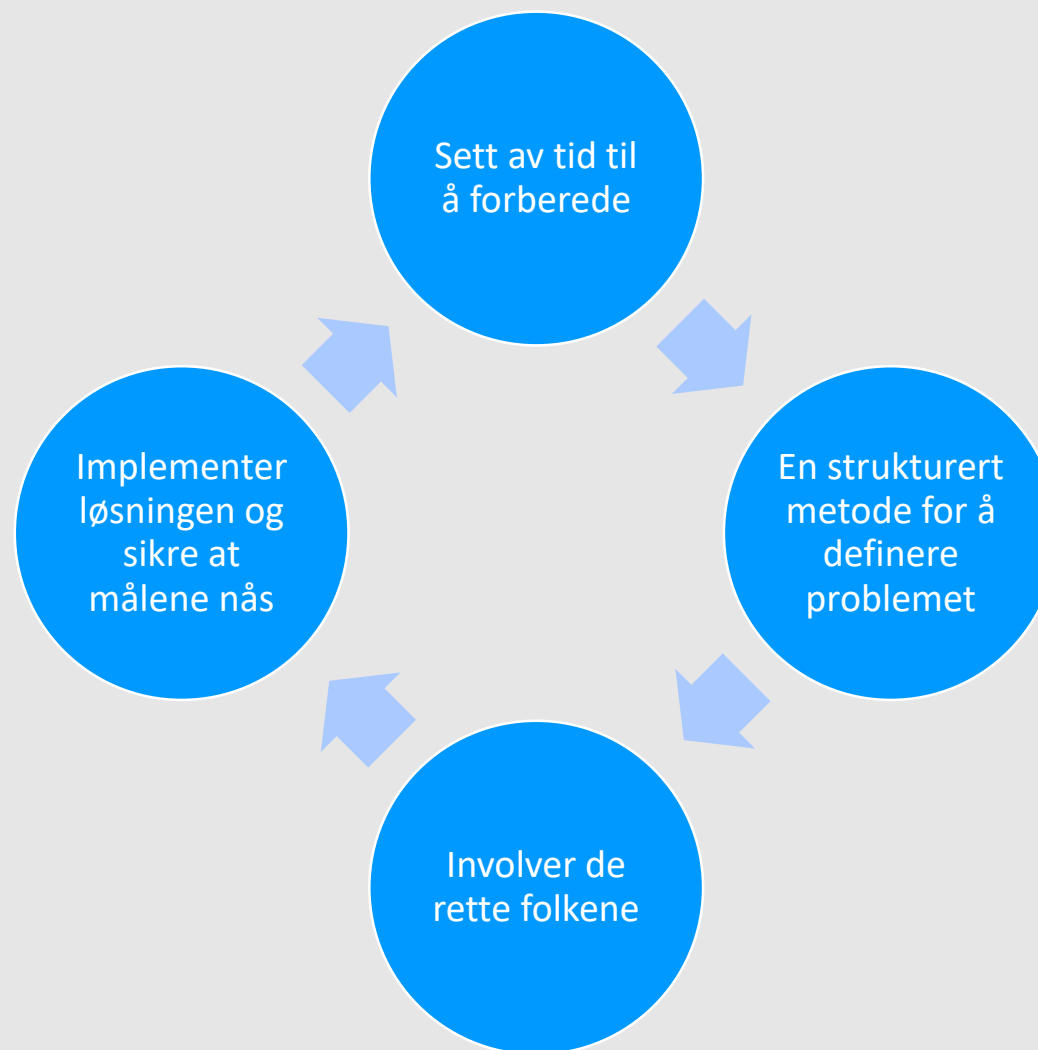 Sett av tid til
å forberede
En strukturert
metode for å
definere
problemet
Involver de
rette folkene
Implementer
løsningen og
sikre at
målene nås